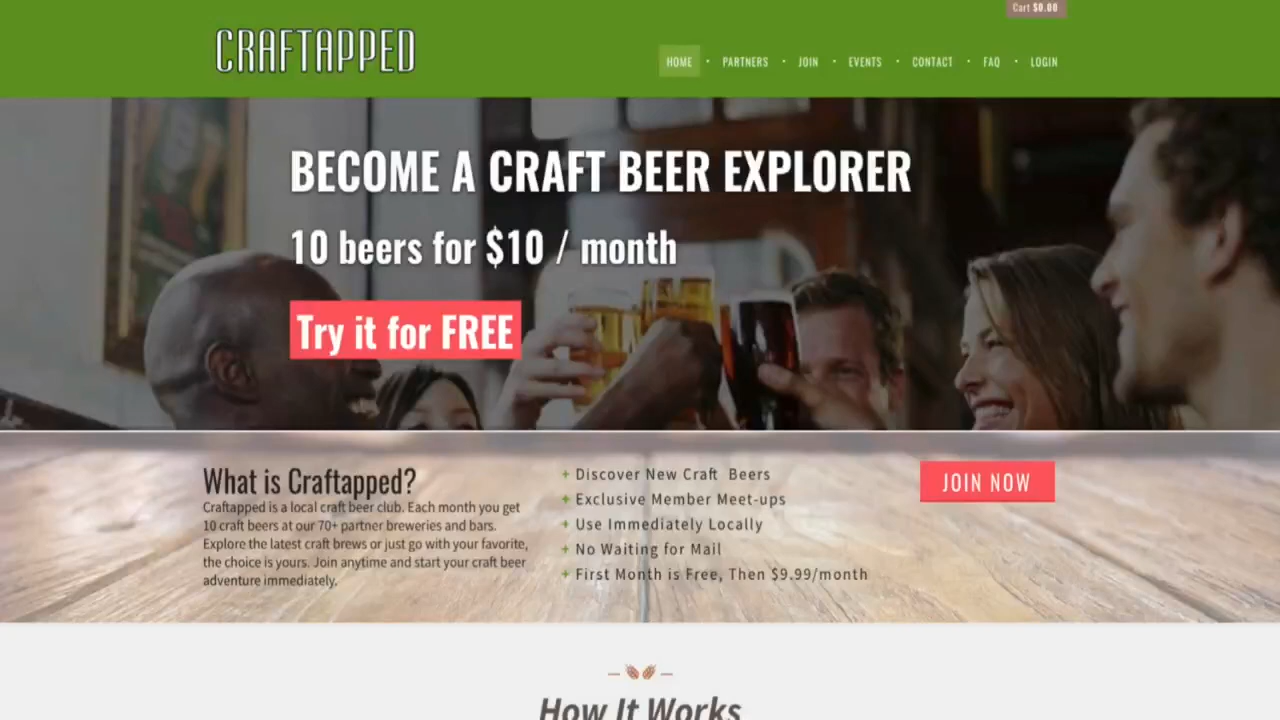 Cart $0.00
CRAFTAPPED
HOME • PARTNERS • JOIN • EVENTS • CONTACT • FAQ • LOGIN
BECOME A CRAFT BEER EXPLORER
10 beers for $10 / month
Try it for FREE
What is Craftapped?
Craftapped is a local craft beer club. Each month you get
10 craft beers at our 70+ partner breweries and bars.
Explore the latest craft brews or just go with your favorite,
the choice is yours. Join anytime and start your craft beer
adventure immediately.
+ Discover New Craft Beers
+ Exclusive Member Meet-ups
+ Use Immediately Locally
+ No Waiting for Mail
+ First Month is Free, Then $9.99/month
JOIN NOW
How It Works